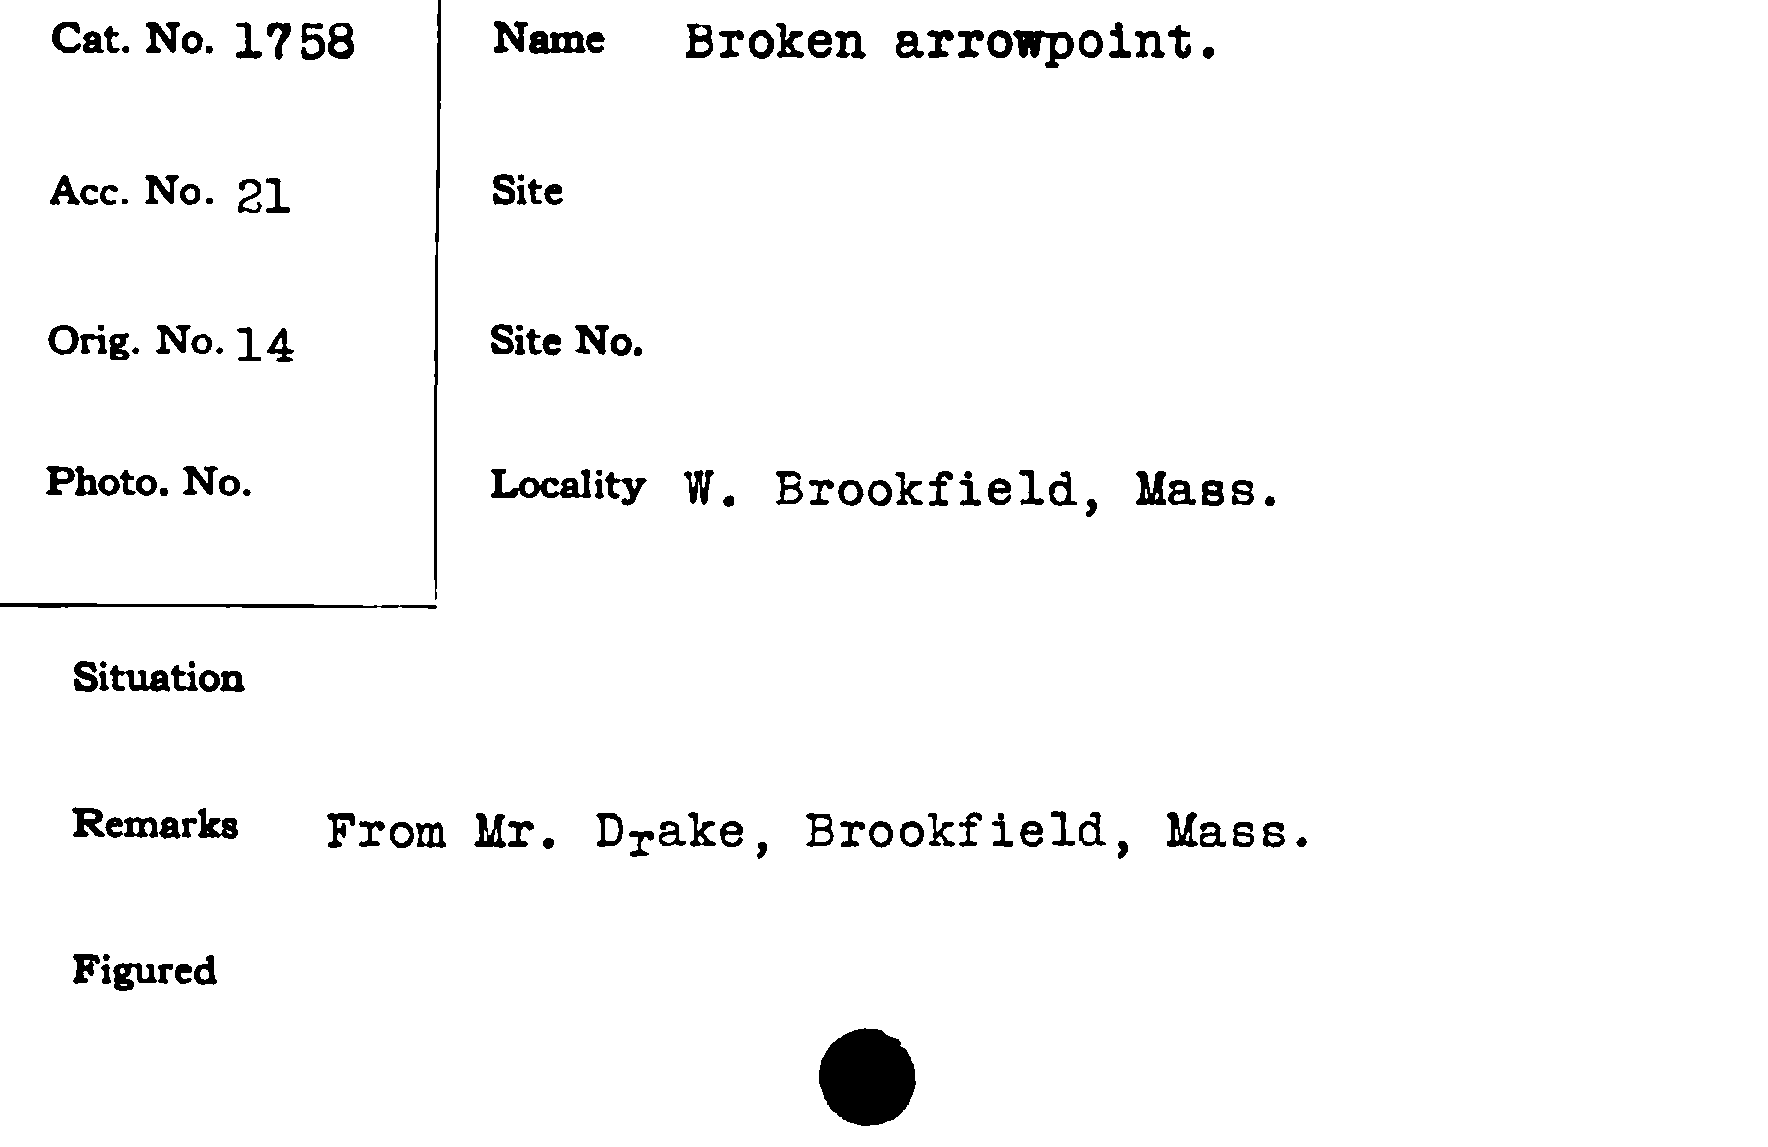 Cat. No. 1758
Name Broken arrowpoint.
Acc. No. 21
Site
Orig. No. 14
Site No.
Photo. No.
Locality W. Brookfield, Mass.
Situation
Remarks From Mr. Drake, Brookfield, Mass.
Figured